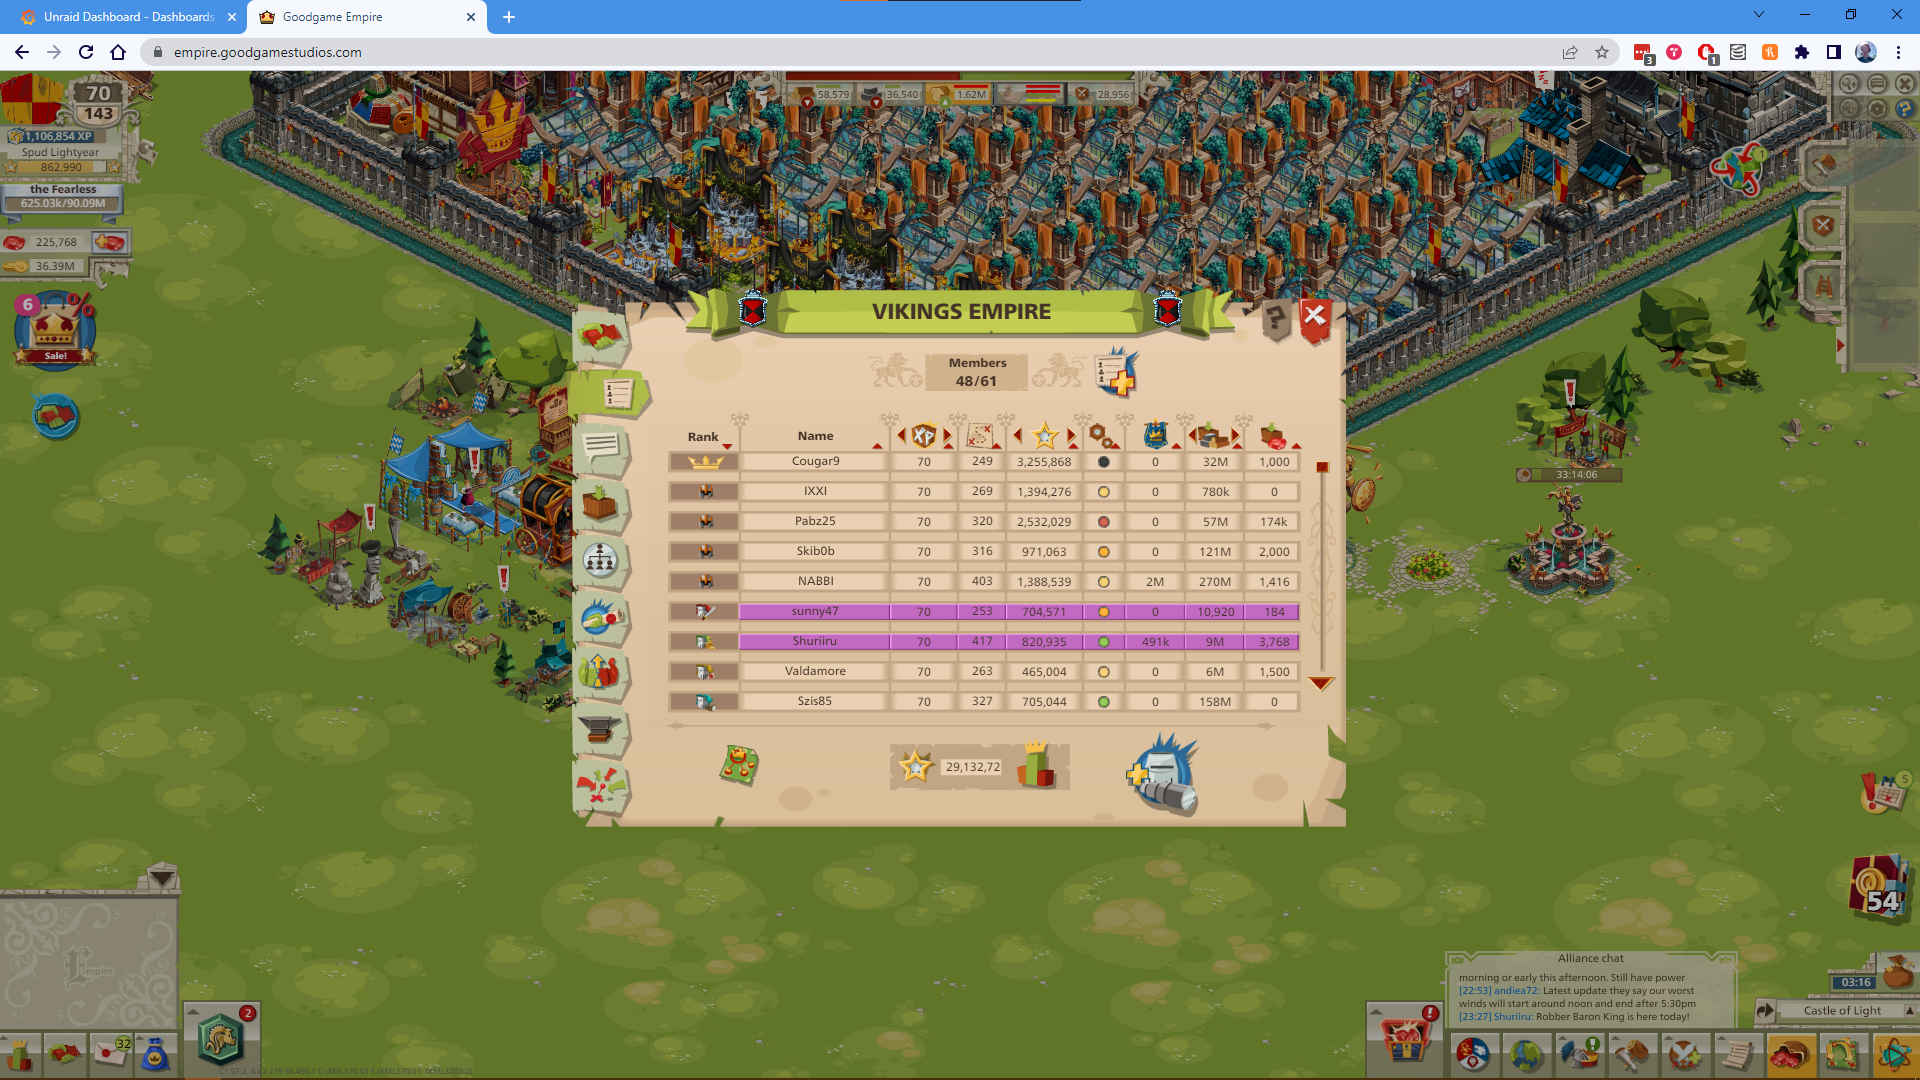 Unraid Dashboard - Dashboards
Goodgame Empire
empire.goodgamestudios.com
3
1
70
143
1,106,854 XP
Spud Lightyear
862,990
the Fearless
625.03k/90.09M
225,768
36.39M
6
%
Sale!
58,579
36,540
1.62M
28,956
1
VIKINGS EMPIRE
Members
48/61
Rank Name XP
Cougar9 70 249 3,255,868 0 32M 1,000
IXXI 70 269 1,394,276 0 780k 0
Pabz25 70 320 2,532,029 0 57M 174k
Skib0b 70 316 971,063 0 121M 2,000
NABBI 70 403 1,388,539 2M 270M 1,416
sunny47 70 253 704,571 0 10,920 184
Shuriiru 70 417 820,935 491k 9M 3,768
Valdamore 70 263 465,004 0 6M 1,500
Szis85 70 327 705,044 0 158M 0
29,132,72
33:14:06
5
54
Alliance chat
morning or early this afternoon. Still have power
[22:53] andiea72: Latest update they say our worst
winds will start around noon and end after 5:30pm
[23:27] Shuriiru: Robber Baron King is here today!
03:16
Castle of Light
Empire
32
2